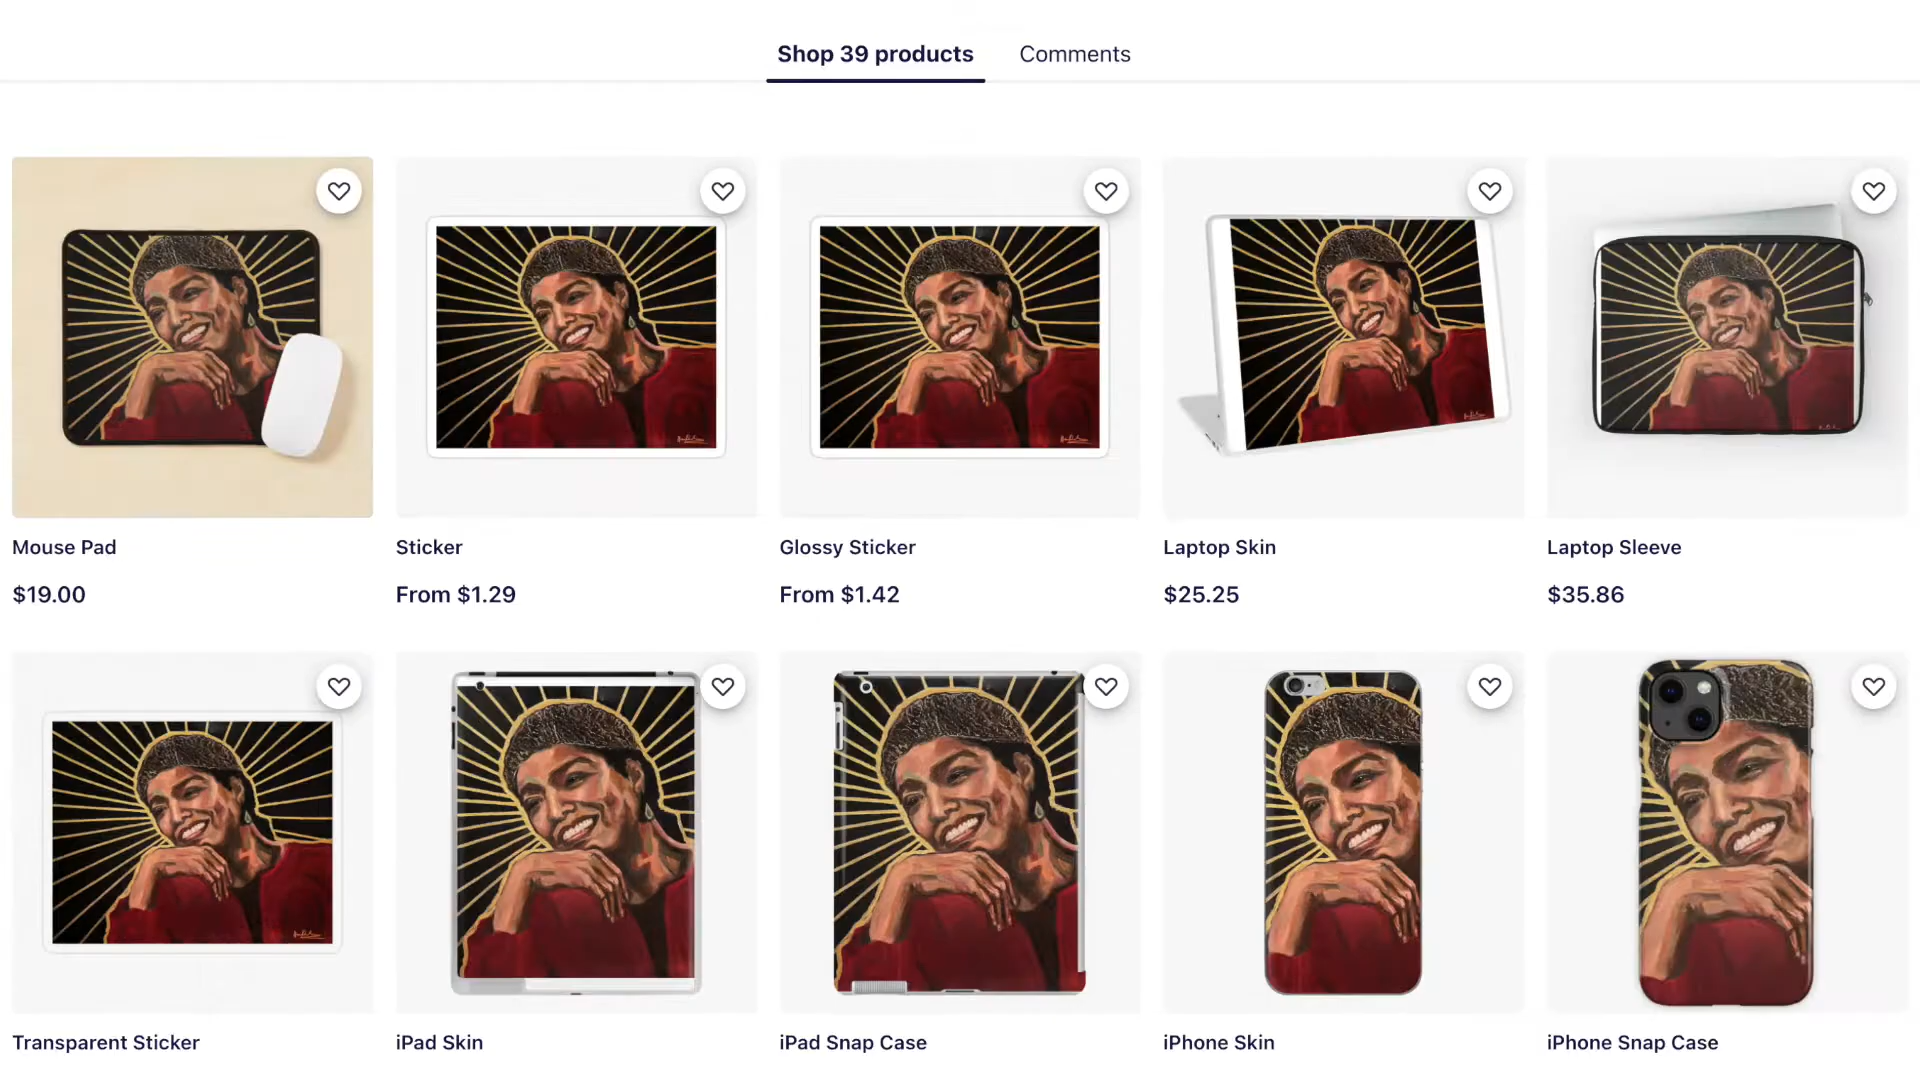 Shop 39 products
Comments
Mouse Pad
$19.00
Sticker
From $1.29
Glossy Sticker
From $1.42
Laptop Skin
$25.25
Laptop Sleeve
$35.86
Transparent Sticker
iPad Skin
iPad Snap Case
iPhone Skin
iPhone Snap Case